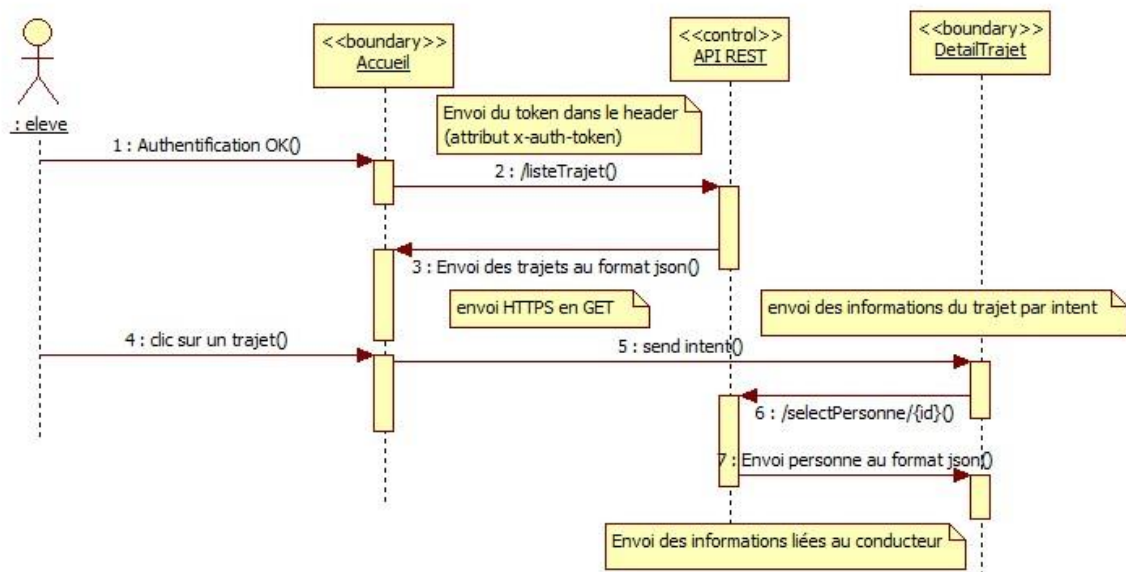 <<boundary>>
Accueil
<<control>>
API REST
<<boundary>>
DetailTrajet
: eleve
Envoi du token dans le header
(attribut x-auth-token)
1 : Authentification OK()
2 : /listeTrajet()
3 : Envoi des trajets au format json()
envoi HTTPS en GET
envoi des informations du trajet par intent
4 : clic sur un trajet()
5 : send intent()
6 : /selectPersonne/{id}()
7 : Envoi personne au format json()
Envoi des informations liées au conducteur